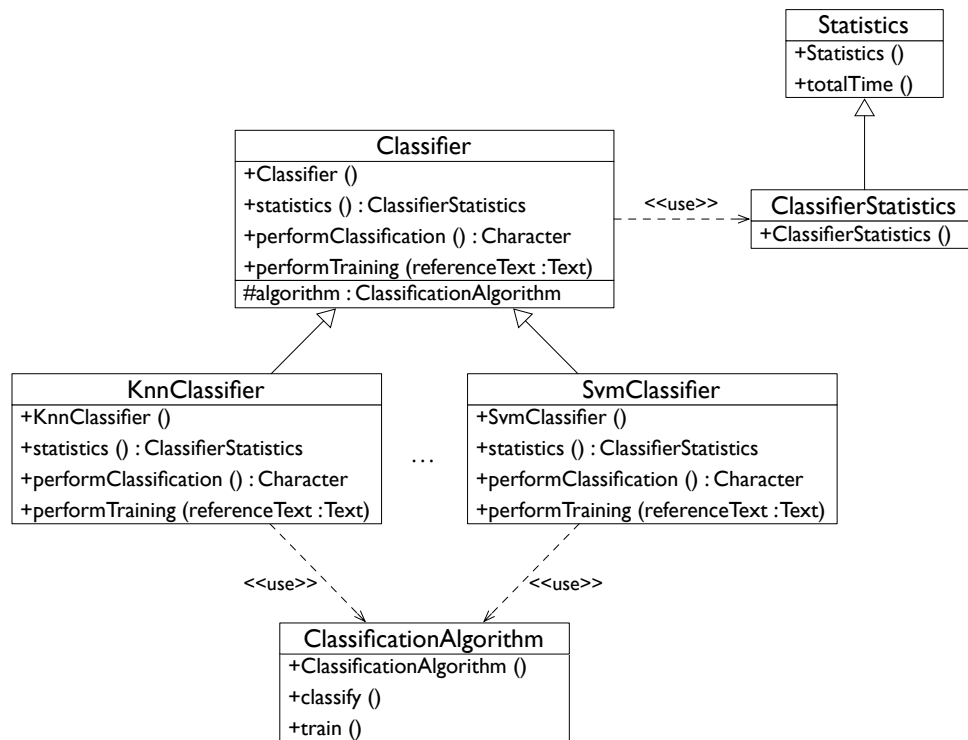 Statistics
+Statistics ()
+totalTime ()
Classifier
+Classifier ()
+statistics () : ClassifierStatistics
+performClassification () : Character
+performTraining (referenceText : Text)
#algorithm : ClassificationAlgorithm
<<use>>
ClassifierStatistics
+ClassifierStatistics ()
KnnClassifier
+KnnClassifier ()
+statistics () : ClassifierStatistics
+performClassification () : Character
+performTraining (referenceText : Text)
...
SvmClassifier
+SvmClassifier ()
+statistics () : ClassifierStatistics
+performClassification () : Character
+performTraining (referenceText : Text)
<<use>>
<<use>>
ClassificationAlgorithm
+ClassificationAlgorithm ()
+classify ()
+train ()